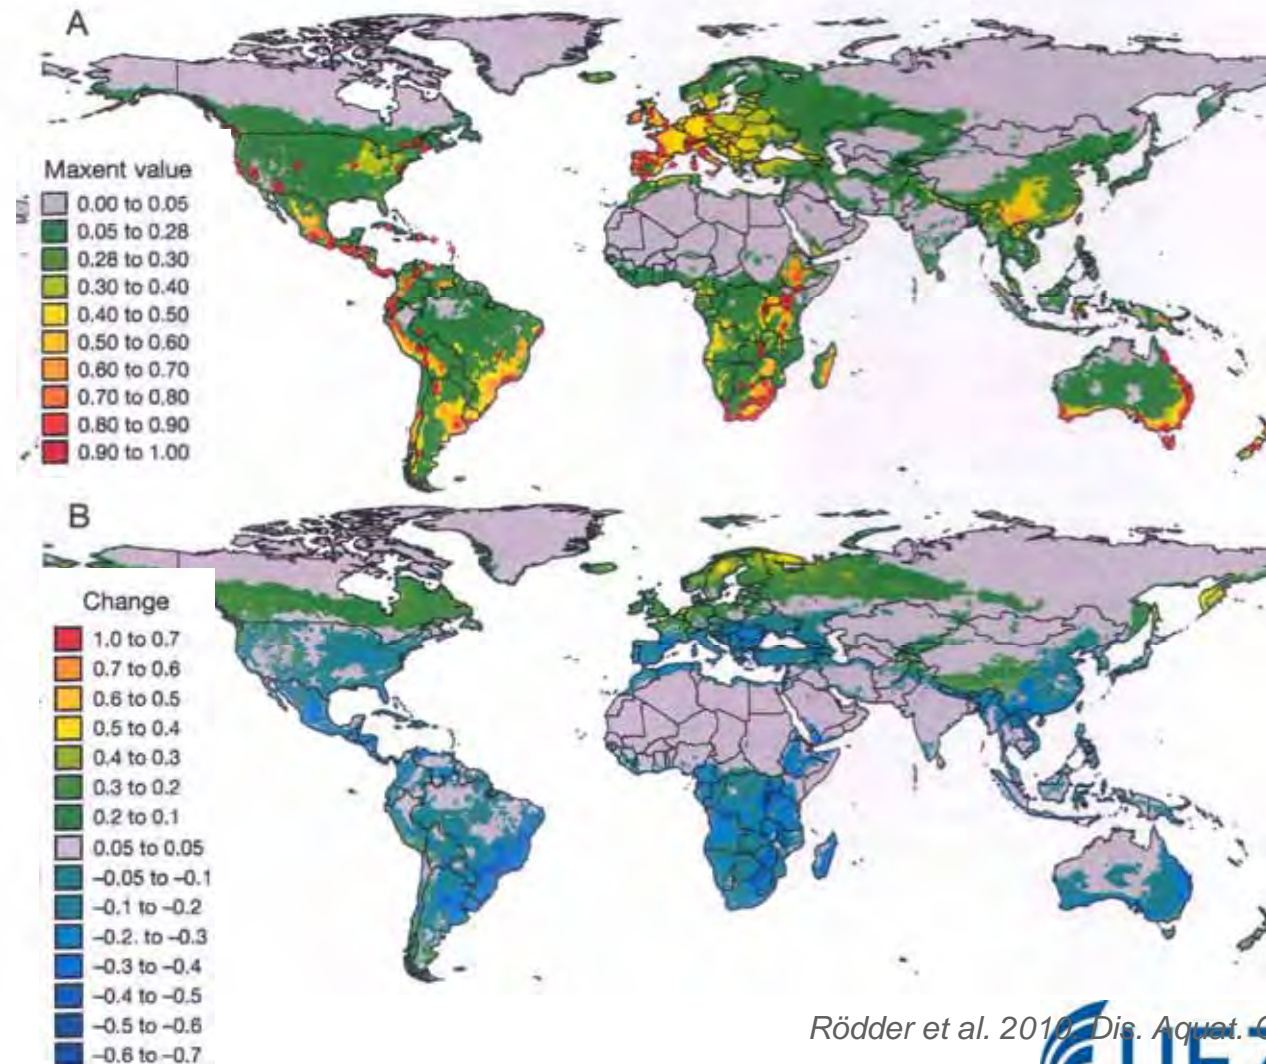 A
Maxent value
0.00 to 0.05
0.05 to 0.28
0.28 to 0.30
0.30 to 0.40
0.40 to 0.50
0.50 to 0.60
0.60 to 0.70
0.70 to 0.80
0.80 to 0.90
0.90 to 1.00
B
Change
1.0 to 0.7
0.7 to 0.6
0.6 to 0.5
0.5 to 0.4
0.4 to 0.3
0.3 to 0.2
0.2 to 0.1
0.05 to 0.05
-0.05 to -0.1
-0.1 to -0.2
-0.2. to -0.3
-0.3 to -0.4
-0.4 to -0.5
-0.5 to -0.6
-0.6 to -0.7
Rödder et al. 2010. Dis. Aquat.